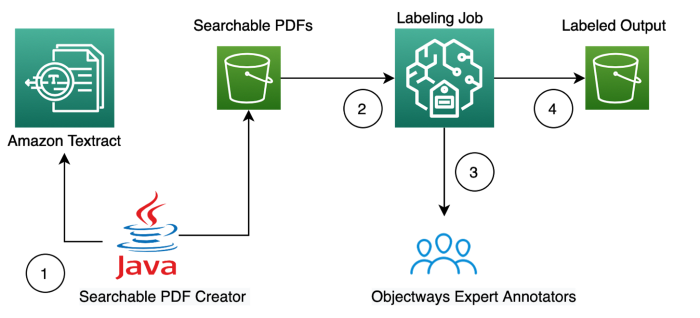 Searchable PDFs
Labeling Job
Labeled Output
T
Amazon Textract
2
4
3
1
Java
Searchable PDF Creator
Objectways Expert Annotators